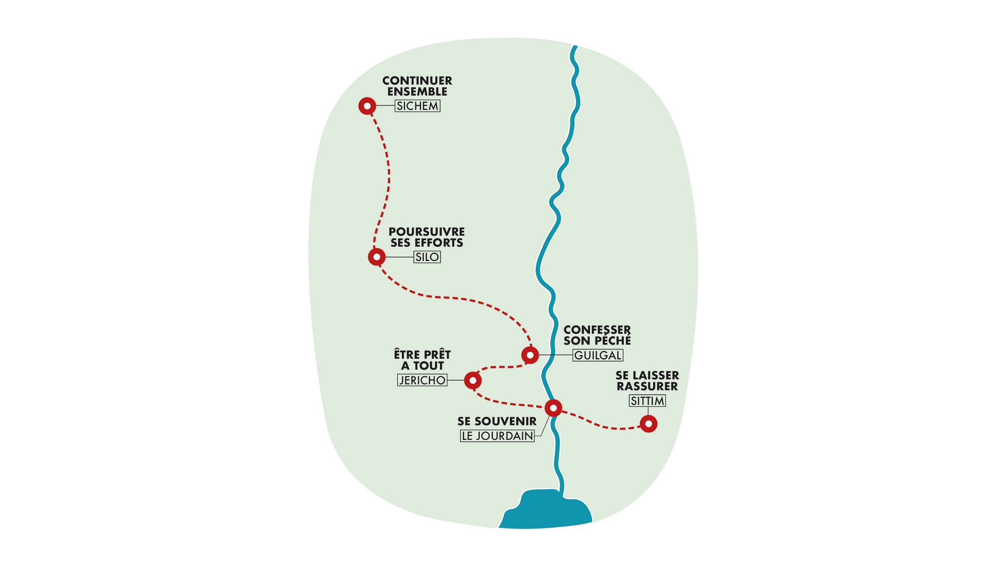 CONTINUER
ENSEMBLE
SICHEM
POURSUIVRE
SES EFFORTS
SILO
CONFESSER
SON PÉCHÉ
GUILGAL
ÊTRE PRÊT
A TOUT
JERICHO
SE LAISSER
RASSURER
SITTIM
SE SOUVENIR
LE JOURDAIN